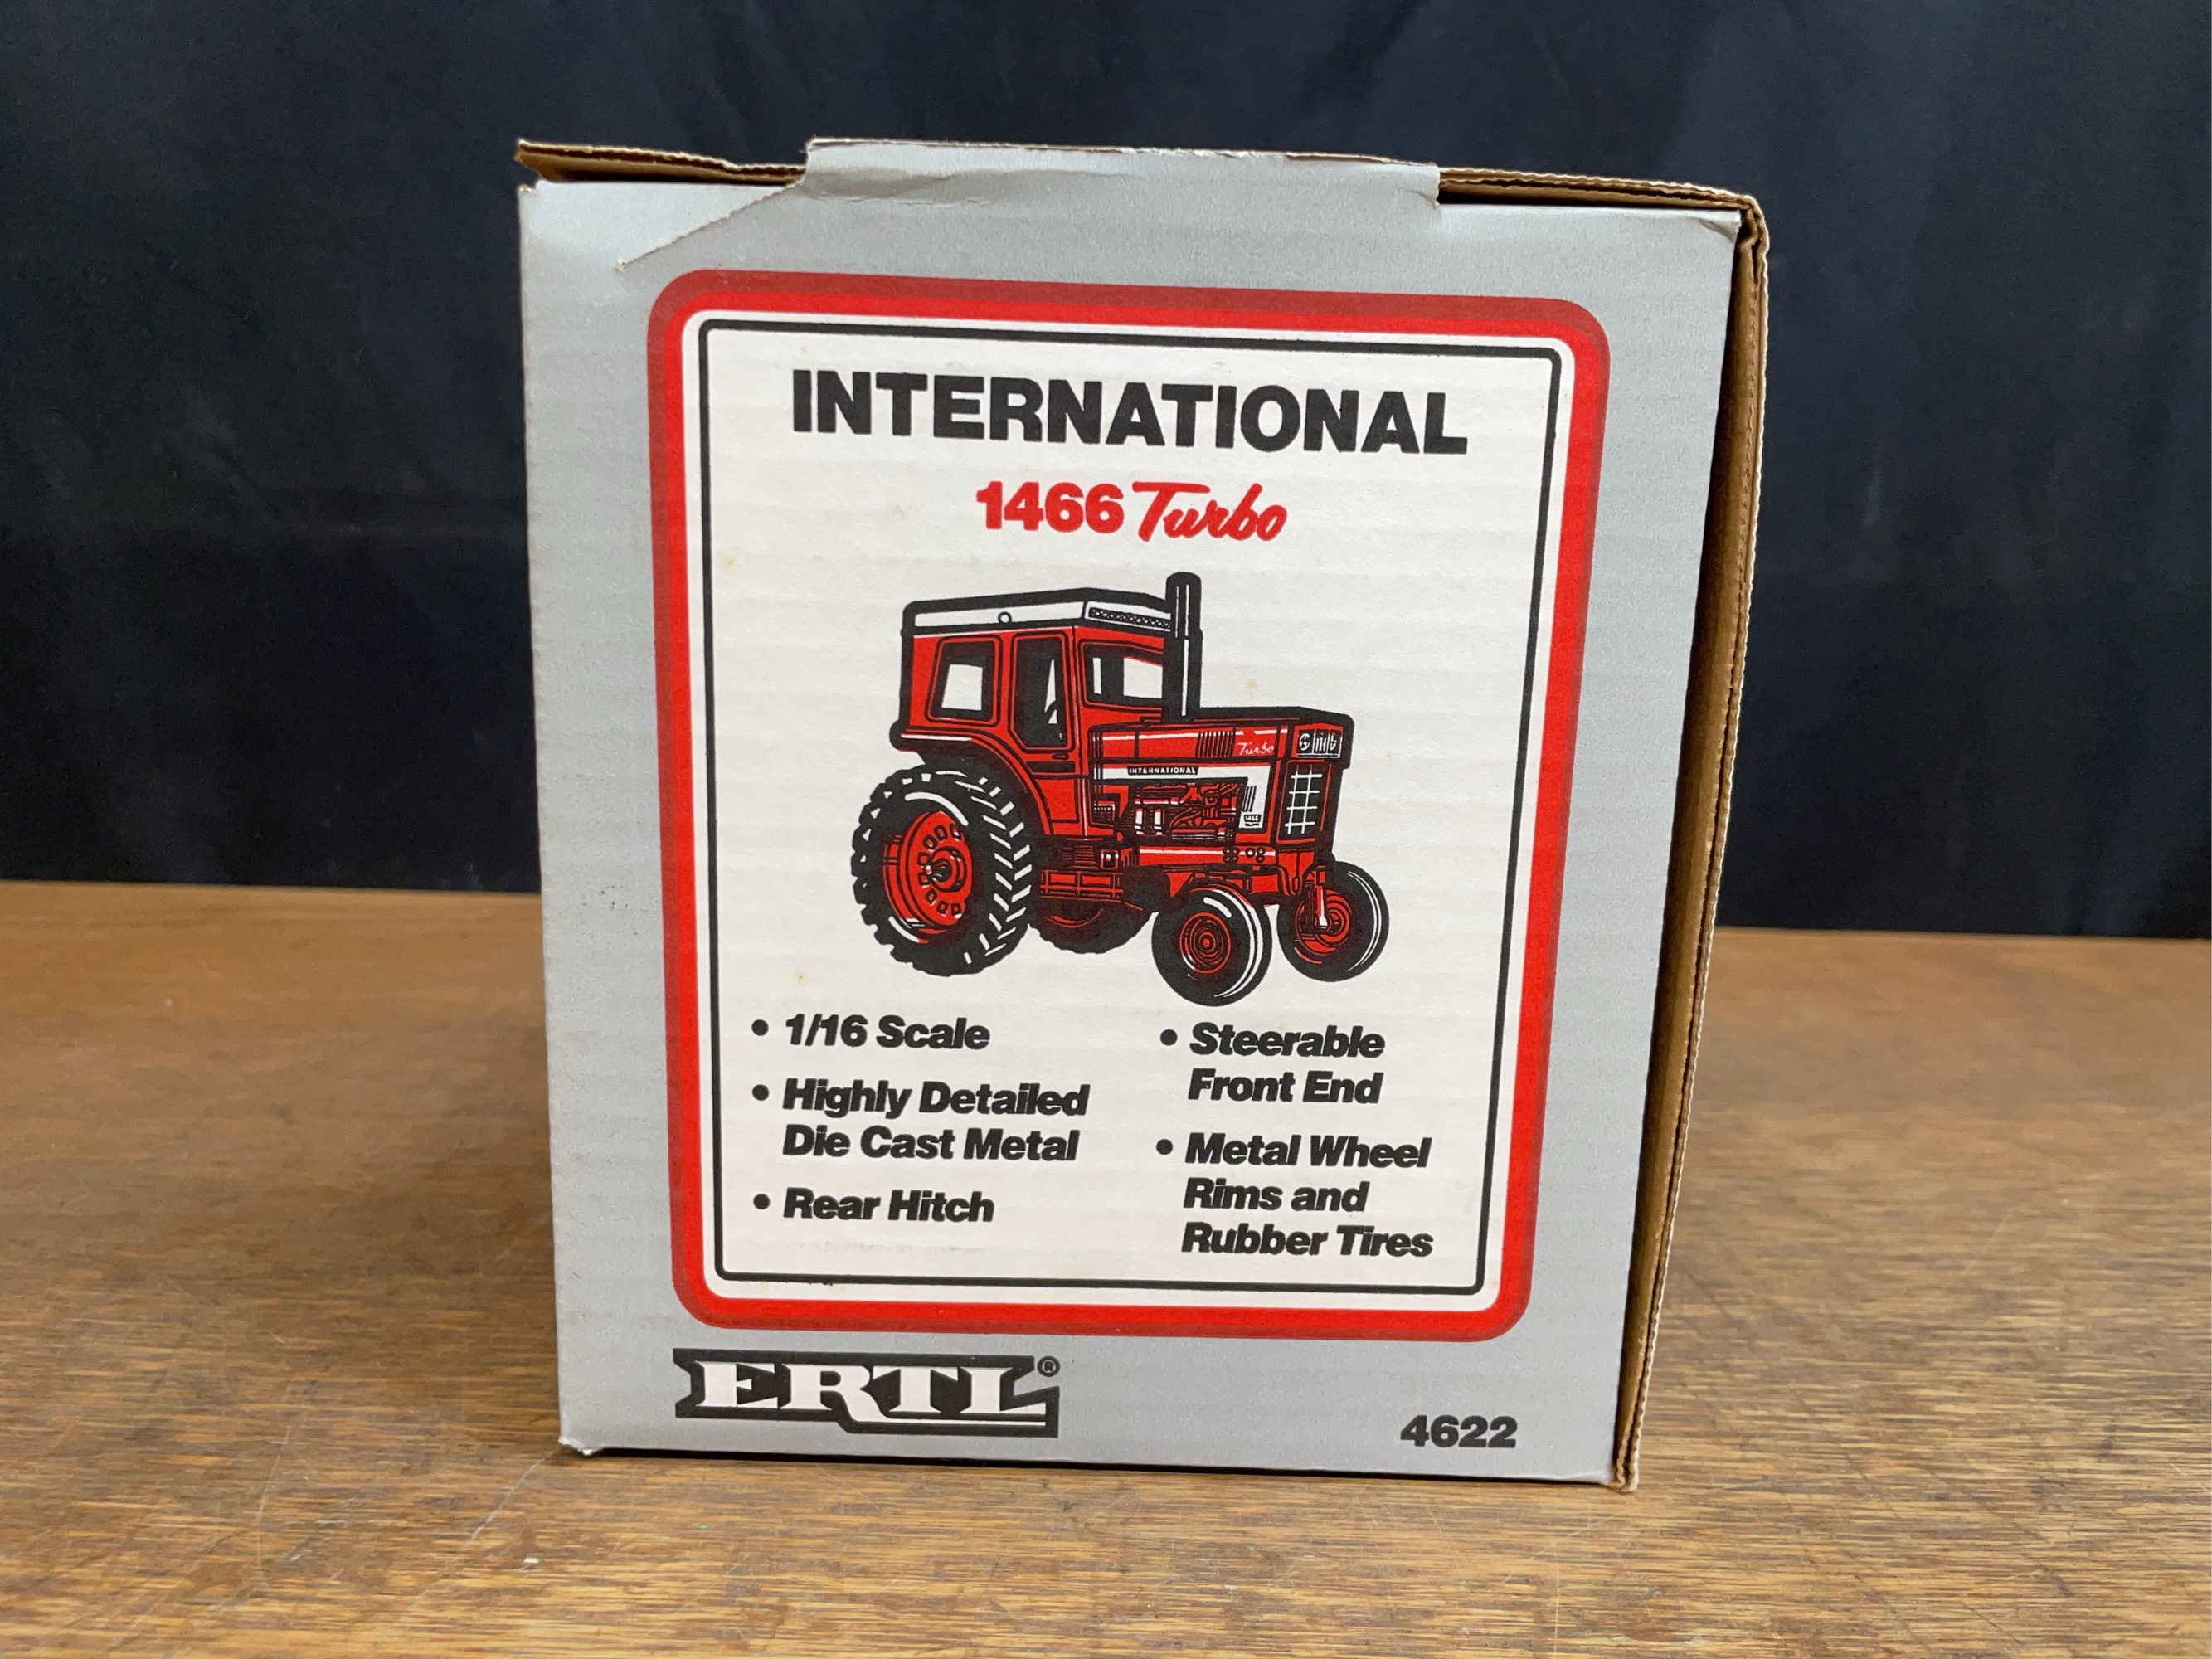 INTERNATIONAL
1466 Turbo
Turbo
INTERNATIONAL
• 1/16 Scale
• Highly Detailed
Die Cast Metal
• Rear Hitch
• Steerable
Front End
• Metal Wheel
Rims and
Rubber Tires
ERTL®
4622